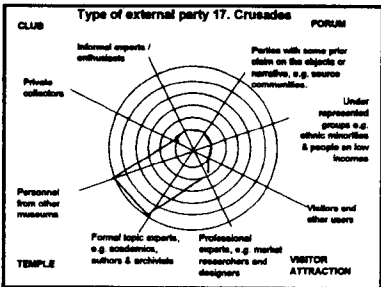 Type of external party 17. Crusades
CLUB
FORUM
Informal experts /
enthusiasts
Parties with some prior
claim on the objects or
narrative, e.g. source
communities.
Private
collectors
Under
represented
groups e.g.
ethnic minorities
& people on low
incomes
Personnel
from other
museums
Visitors and
other users
Formal topic experts,
e.g. academics,
authors & archivists
Professional
experts, e.g. market
researchers and
designers
TEMPLE
VISITOR
ATTRACTION